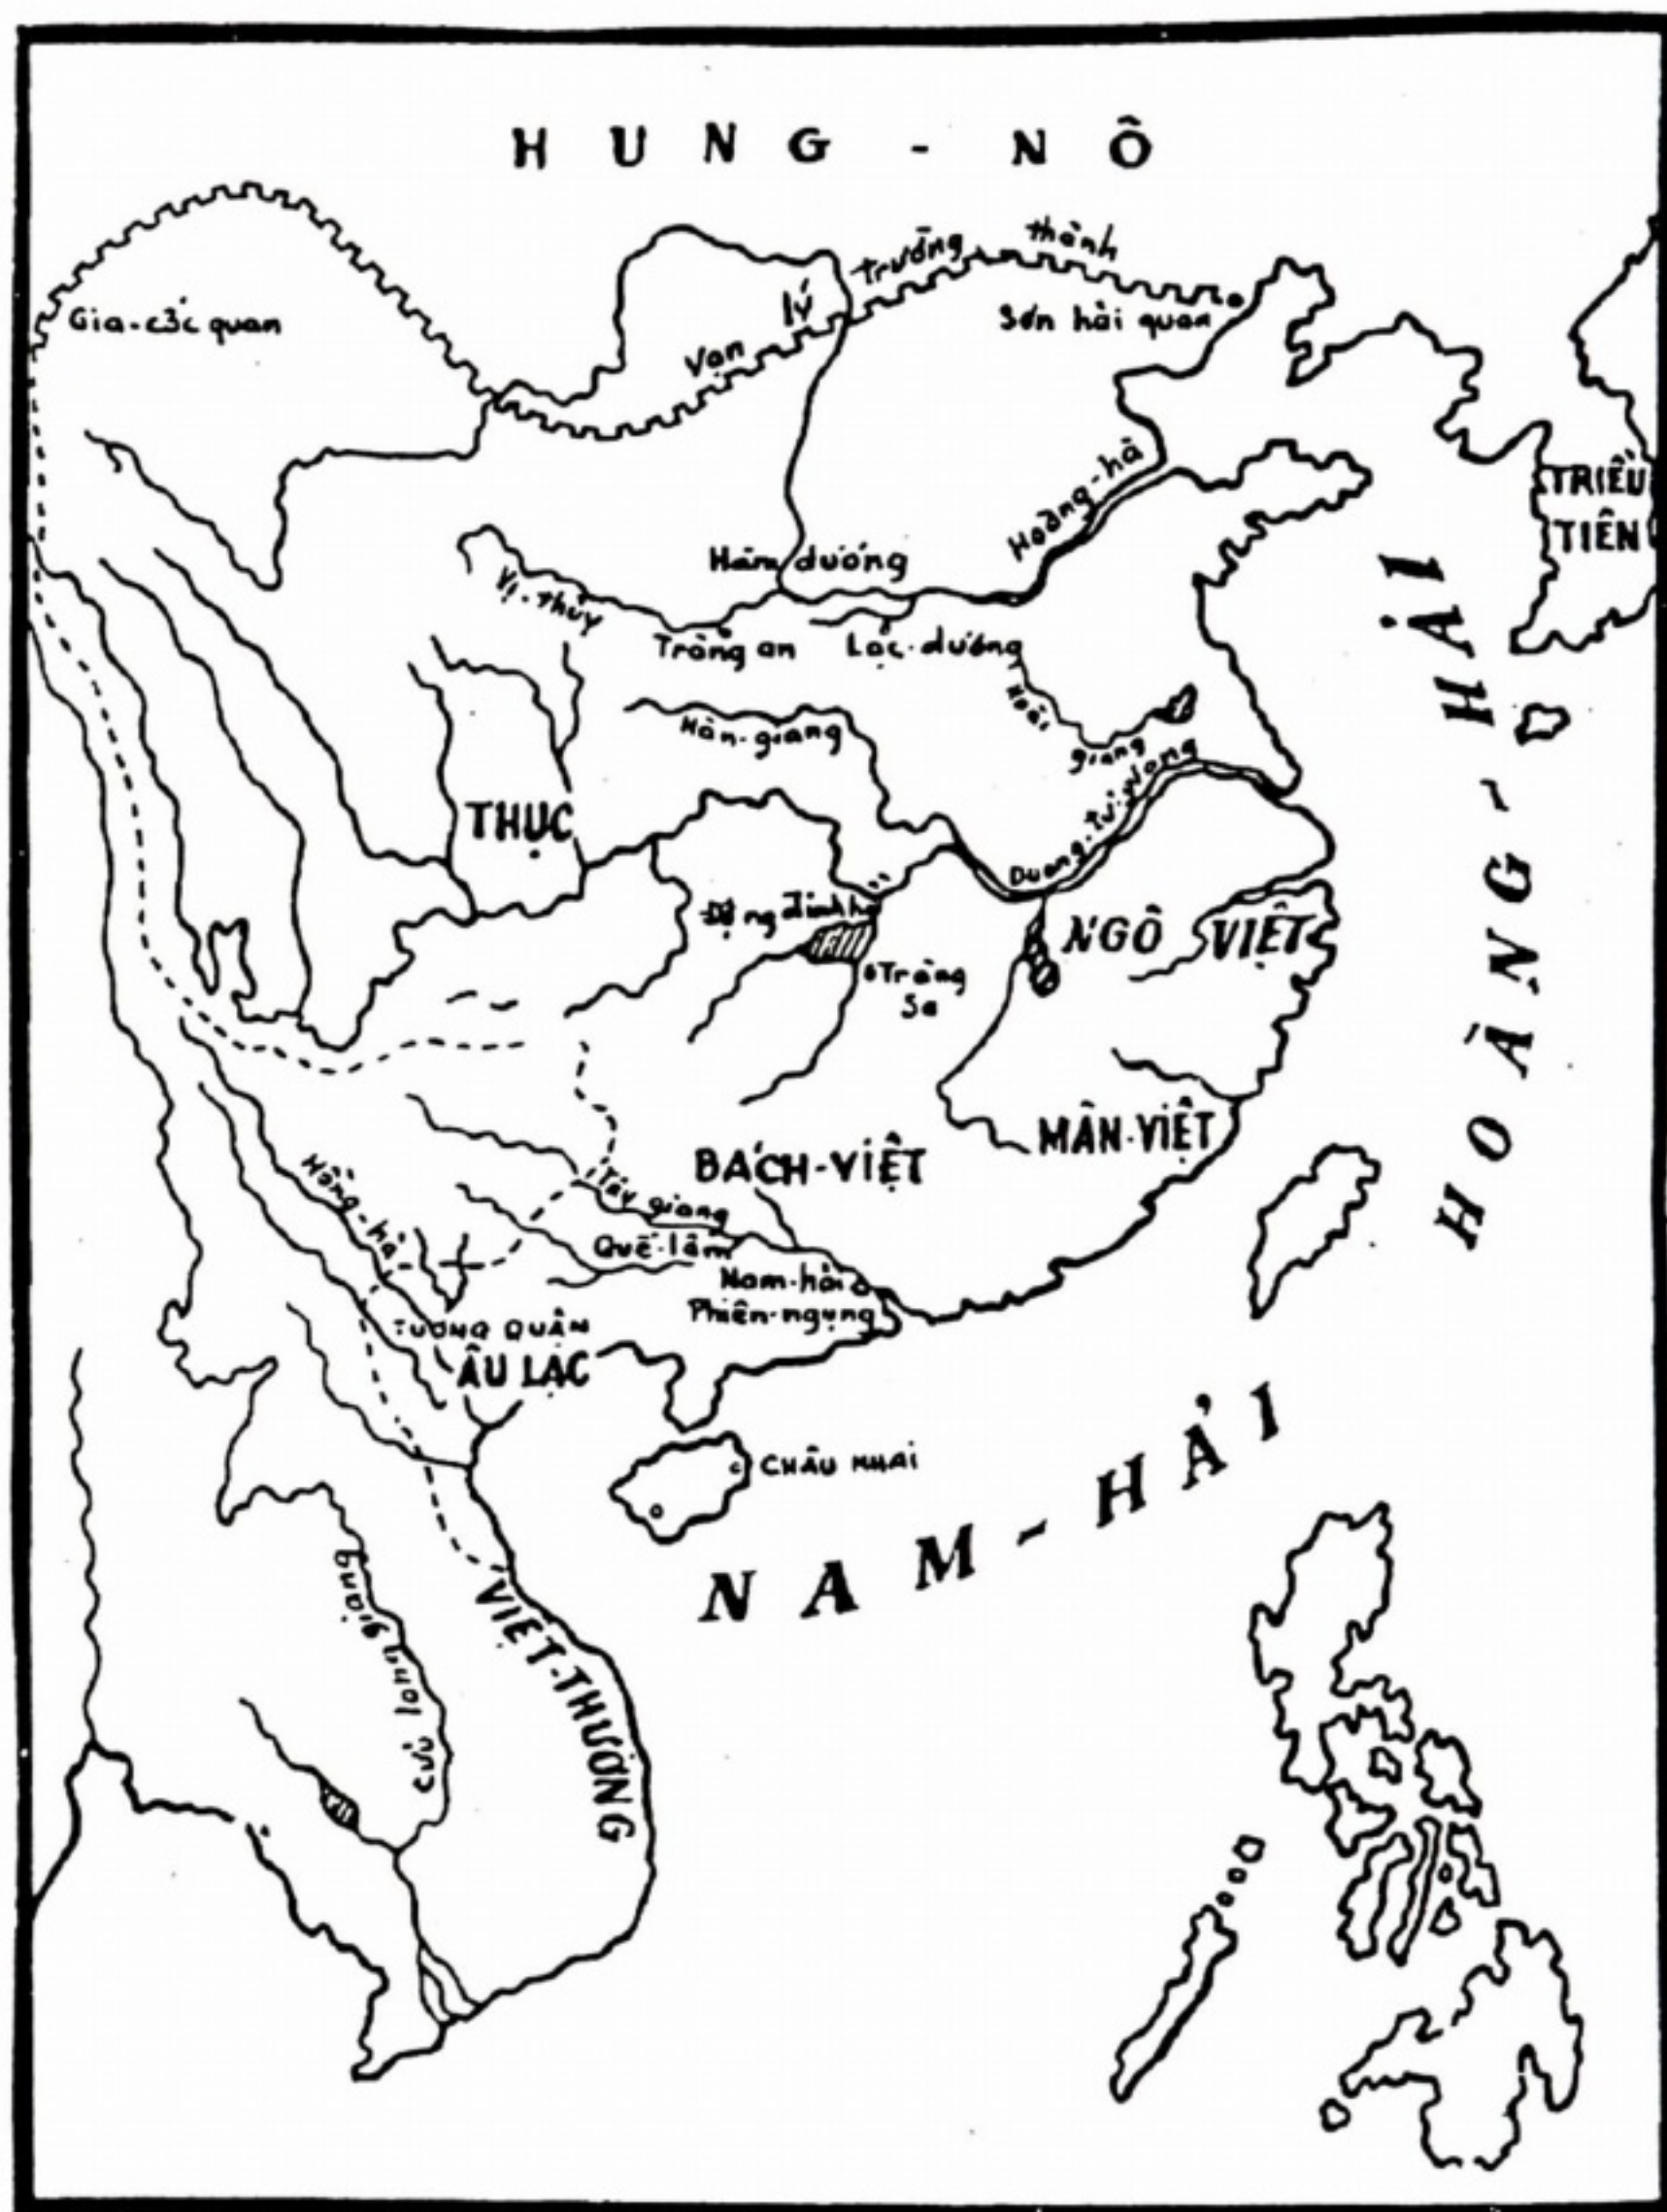 HUNG-NÔ
Vạn lý trường thành
Gia-cốc quan
Sơn hải quan
Hoàng-hà
TRIỀU
TIÊN
Hàm dương
Vị-thủy
Tràng an
Lạc-dương
Hoài
giang
Hàn-giang
THỤC
Dương-tử-
HOÀNG-HẢI
Động đình hồ
NGÔ VIỆT
Tràng
Sa
MÂN-VIỆT
BÁCH-VIỆT
Hồng-hà
Tây giang
Quế-lâm
Nam-hải
Phiên-ngung
TƯỢNG QUẬN
ÂU LẠC
CHÂU NHAI
NAM-HẢI
VIỆT-THƯỜNG
Cửu long giang